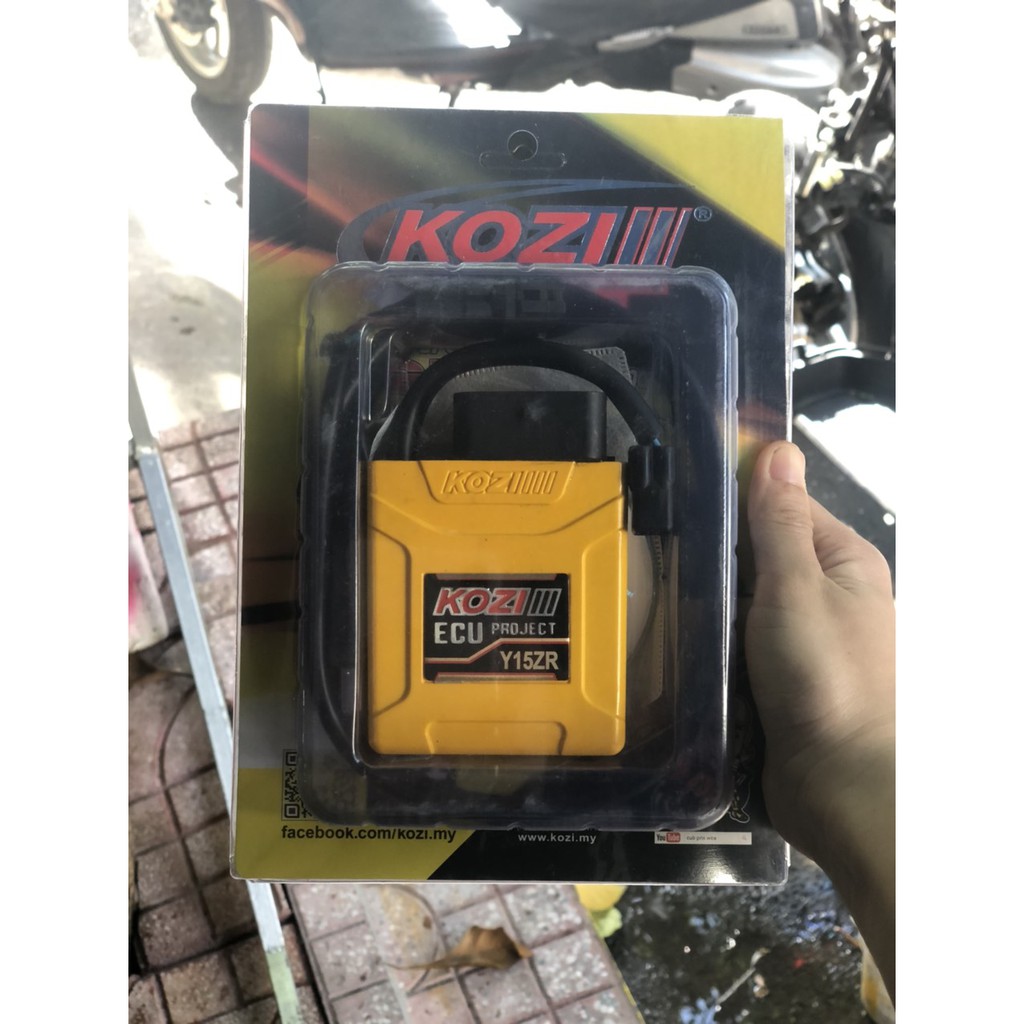 KOZI ®
KOZI
KOZI
ECU PROJECT
Y15ZR
facebook.com/kozi.my
www.kozi.my
YouTube